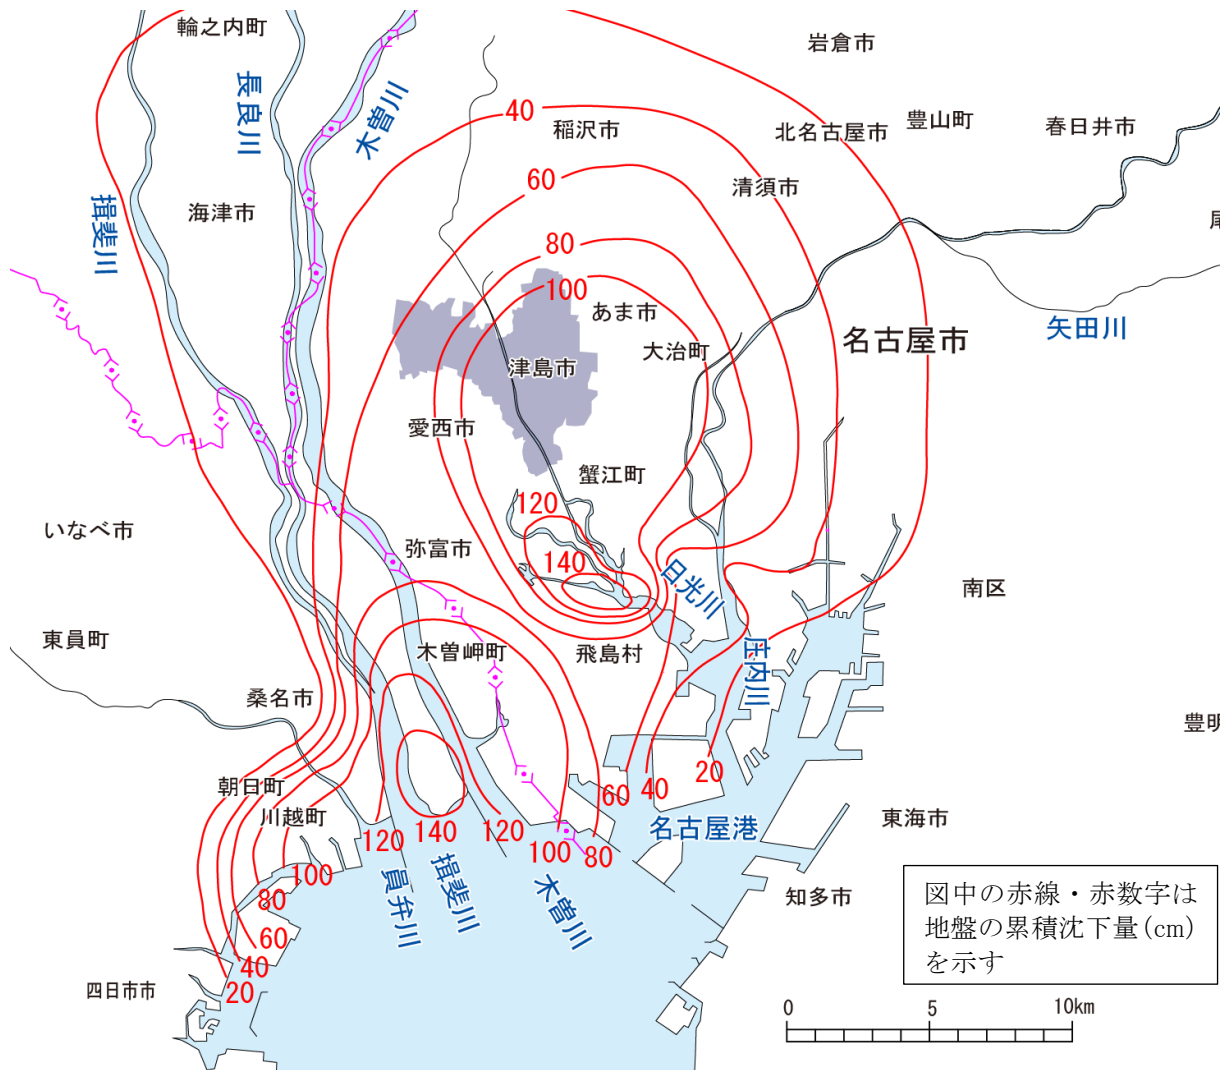 輪之内町
岩倉市
長良川
木曽川
40
稲沢市
北名古屋市
豊山町
春日井市
60
清須市
揖斐川
海津市
80
100
あま市
矢田川
大治町
名古屋市
津島市
愛西市
蟹江町
120
いなべ市
弥富市
140
日光川
南区
東員町
木曽岬町
飛島村
庄内川
桑名市
豊明
朝日町
60
40
20
川越町
120
140
120
100
80
名古屋港
東海市
100
80
員弁川
揖斐川
木曽川
知多市
図中の赤線・赤数字は
地盤の累積沈下量(cm)
を示す
60
40
20
四日市市
0
5
10km